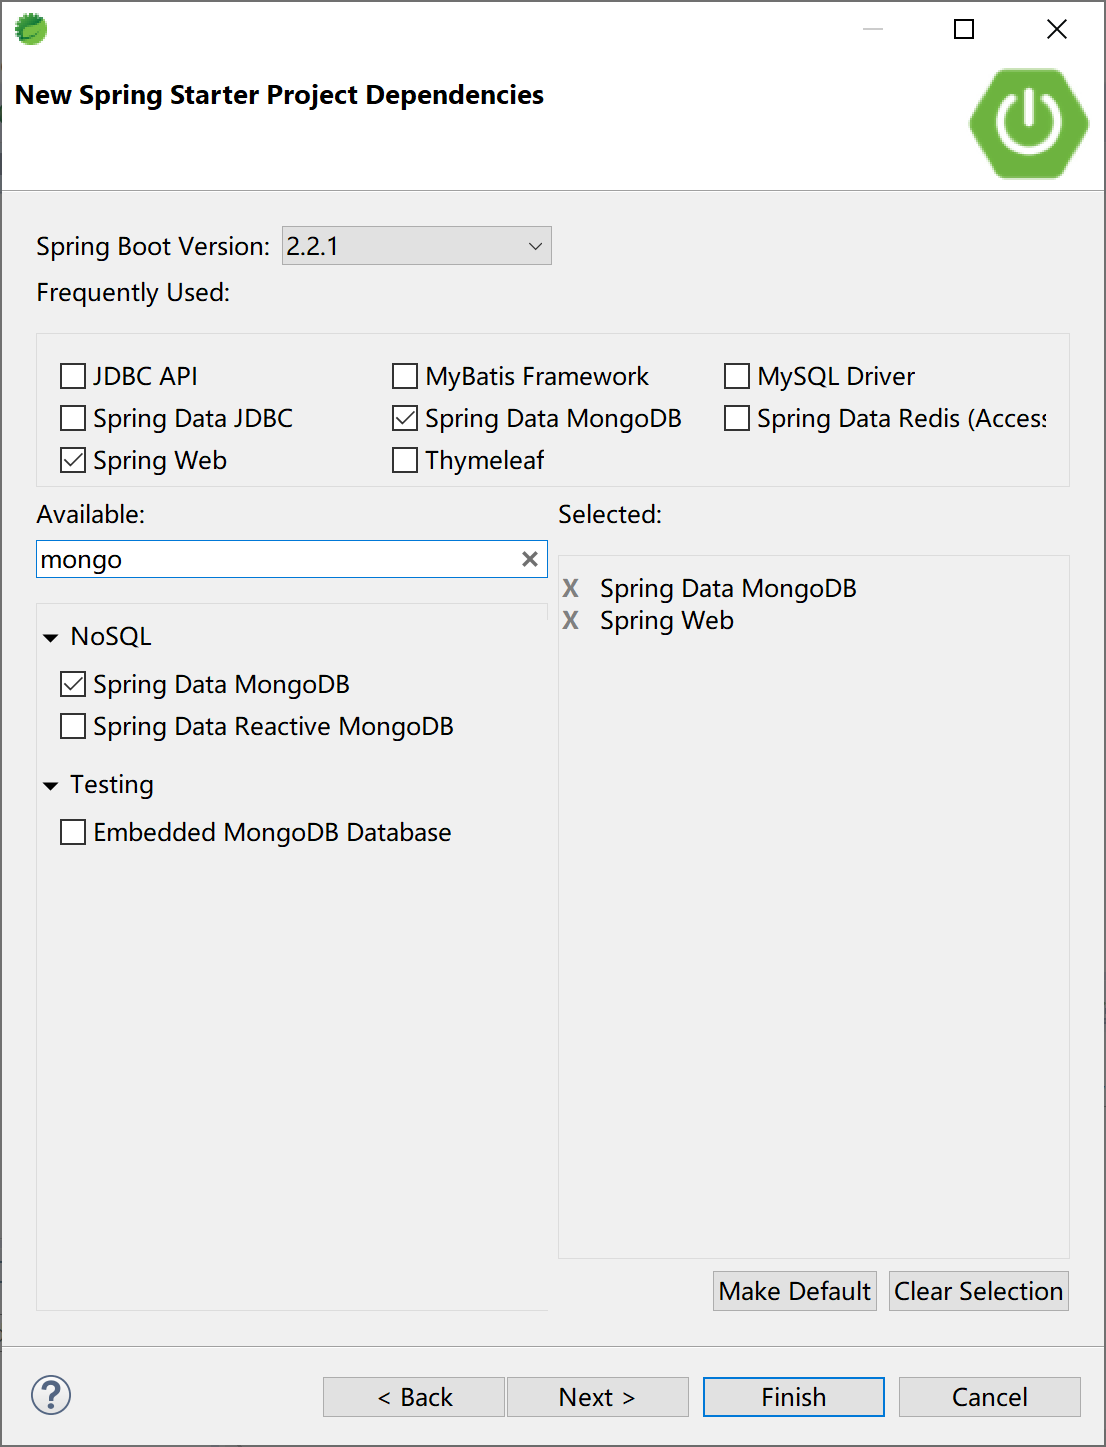 New Spring Starter Project Dependencies
Spring Boot Version: 2.2.1
Frequently Used:
JDBC API MyBatis Framework MySQL Driver
Spring Data JDBC Spring Data MongoDB Spring Data Redis (Access
Spring Web Thymeleaf
Available: Selected:
mongo
X Spring Data MongoDB
X Spring Web
NoSQL
Spring Data MongoDB
Spring Data Reactive MongoDB
Testing
Embedded MongoDB Database
Make Default Clear Selection
? < Back Next > Finish Cancel